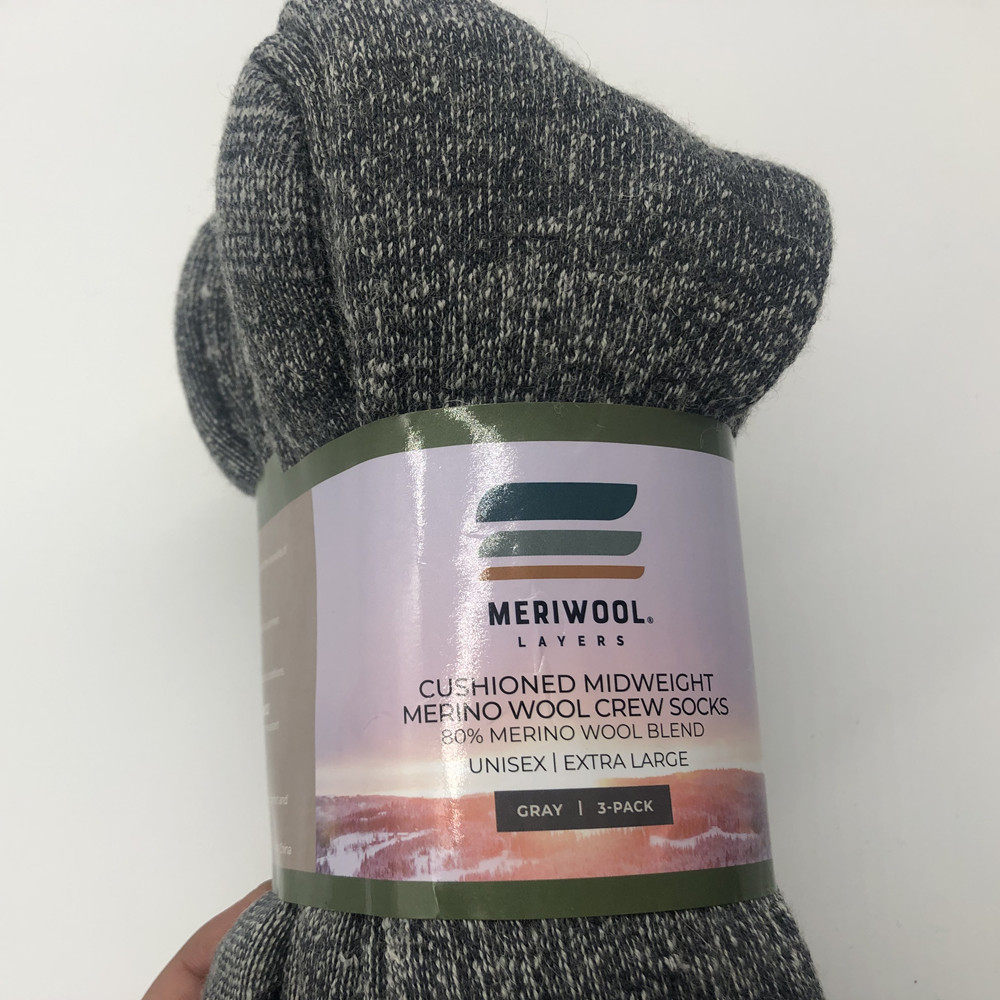 MERIWOOL®
LAYERS
CUSHIONED MIDWEIGHT
MERINO WOOL CREW SOCKS
80% MERINO WOOL BLEND
UNISEX | EXTRA LARGE
GRAY | 3-PACK